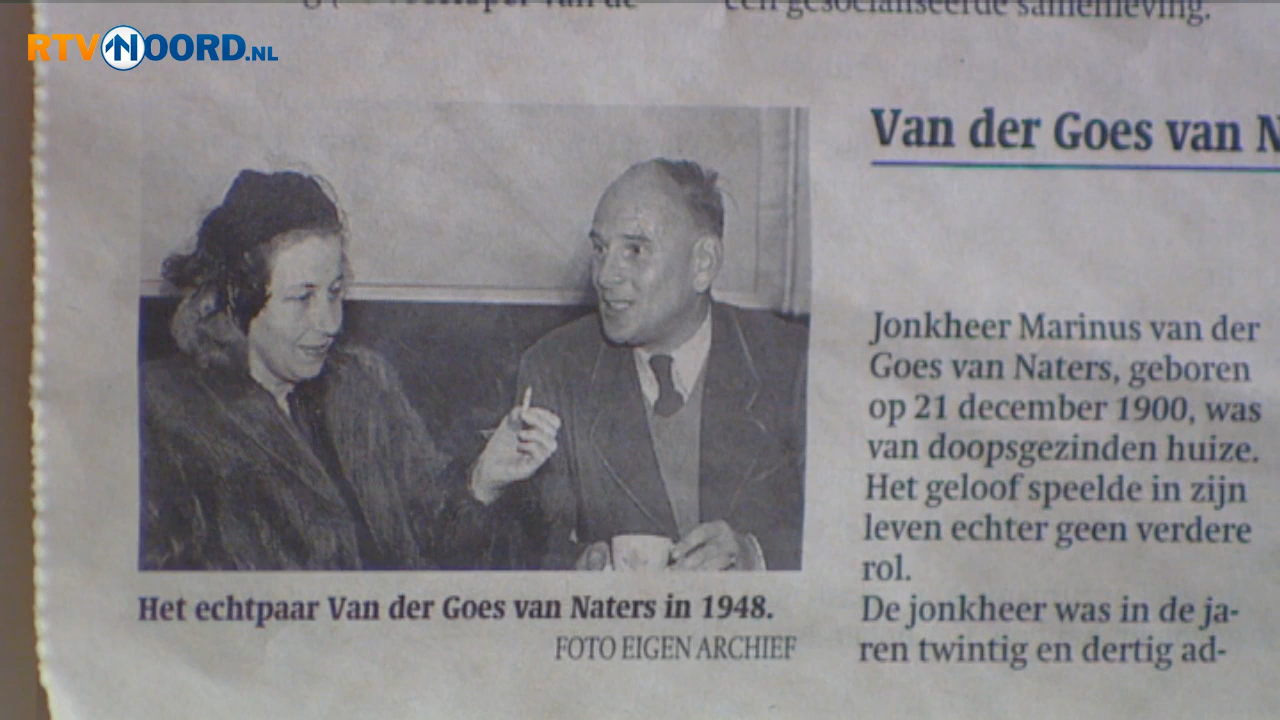 RTV NOORD.NL
een gesocialiseerde samenleving.
Van der Goes van N
Het echtpaar Van der Goes van Naters in 1948.
FOTO EIGEN ARCHIEF
Jonkheer Marinus van der
Goes van Naters, geboren
op 21 december 1900, was
van doopsgezinden huize.
Het geloof speelde in zijn
leven echter geen verdere
rol.
De jonkheer was in de ja-
ren twintig en dertig ad-